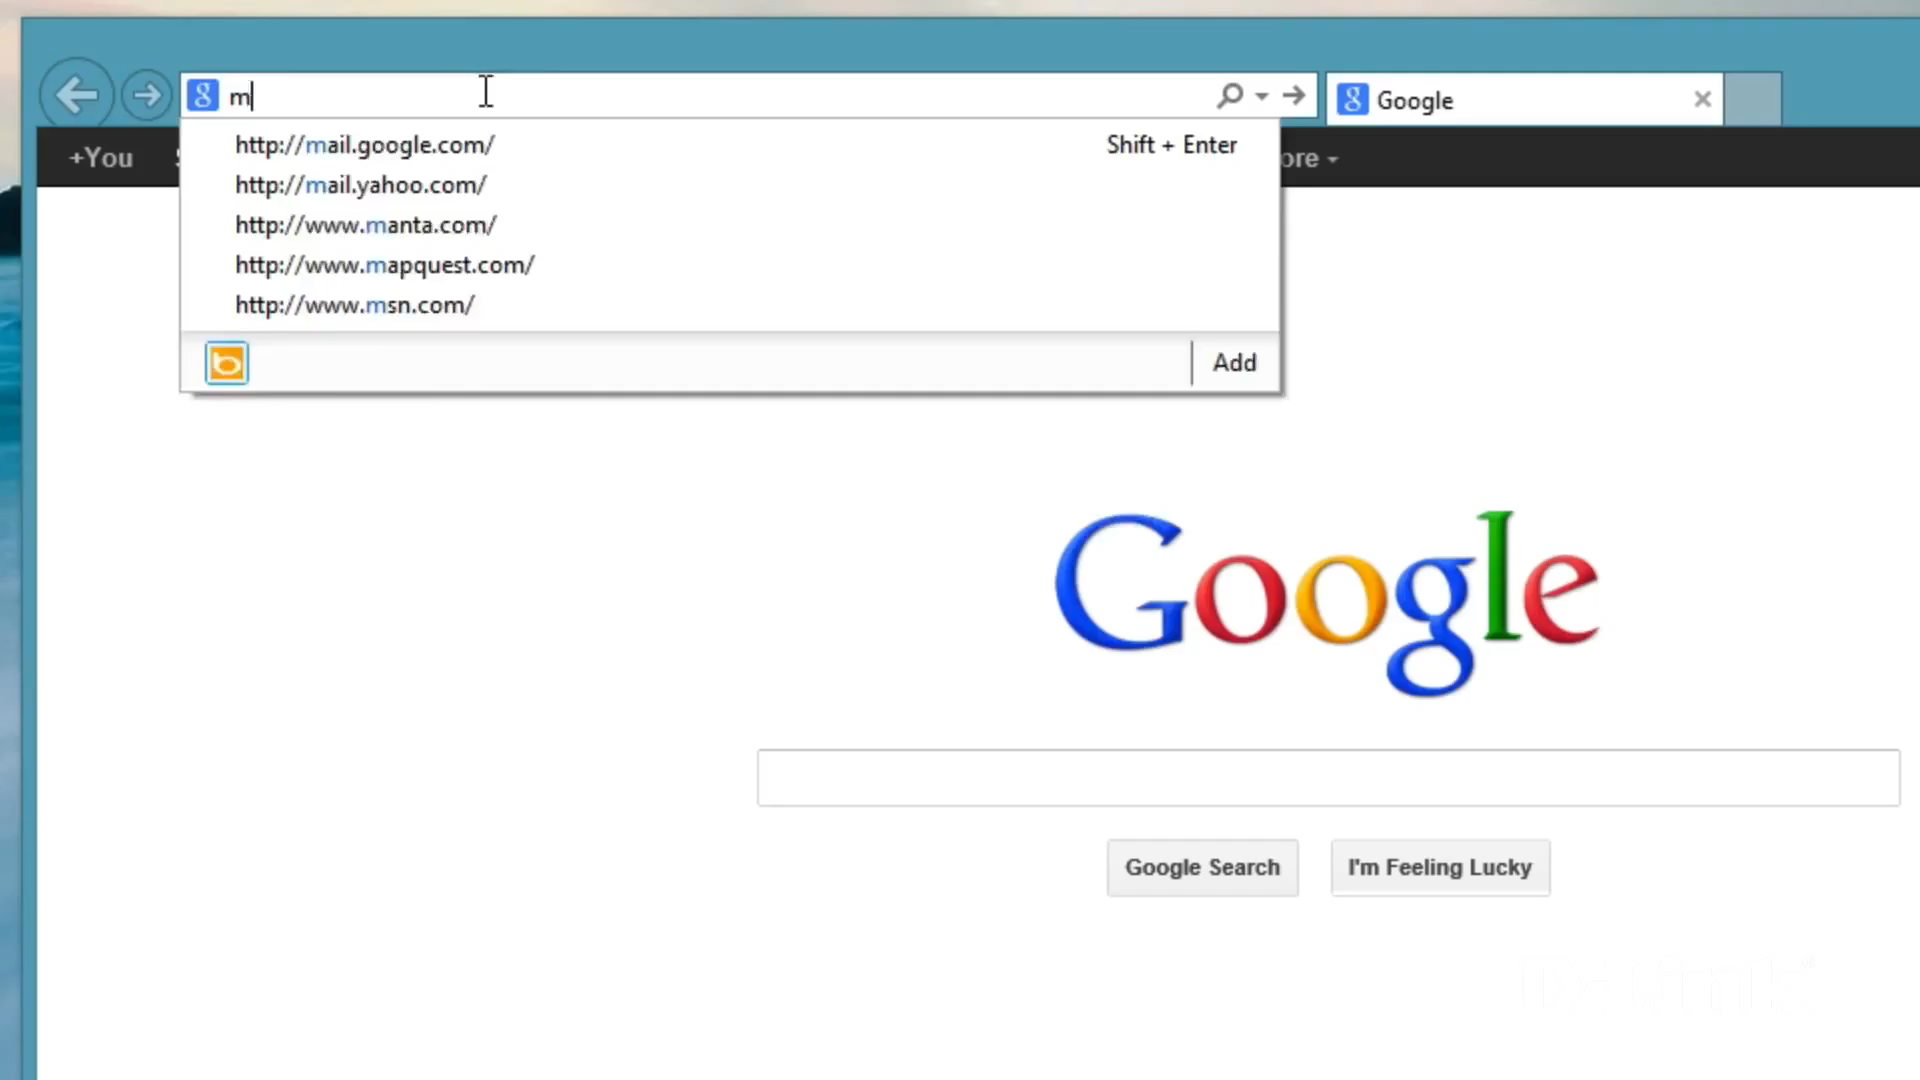 m
Google
http://mail.google.com/ Shift + Enter
+You
ore
http://mail.yahoo.com/
http://www.manta.com/
http://www.mapquest.com/
http://www.msn.com/
Add
Google
Google Search I'm Feeling Lucky